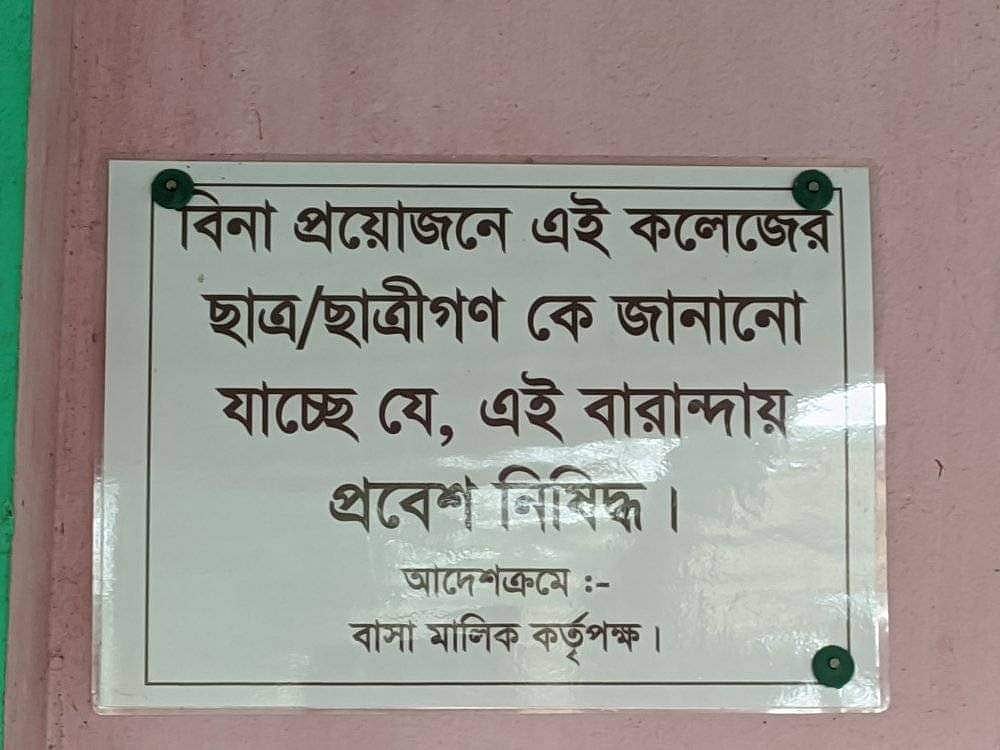 বিনা প্রয়োজনে এই কলেজের
ছাত্র/ছাত্রীগণ কে জানানো
যাচ্ছে যে, এই বারান্দায়
প্রবেশ নিষিদ্ধ।
আদেশক্রমে :-
বাসা মালিক কর্তৃপক্ষ।